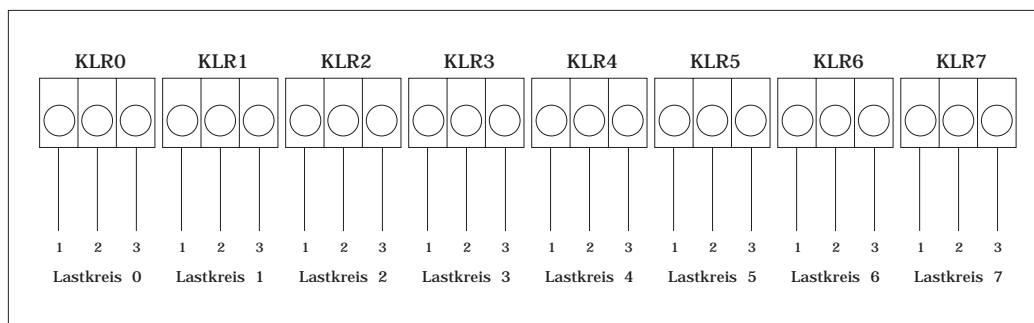 KLR0 KLR1 KLR2 KLR3 KLR4 KLR5 KLR6 KLR7
1 2 3 1 2 3 1 2 3 1 2 3 1 2 3 1 2 3 1 2 3 1 2 3
Lastkreis 0 Lastkreis 1 Lastkreis 2 Lastkreis 3 Lastkreis 4 Lastkreis 5 Lastkreis 6 Lastkreis 7